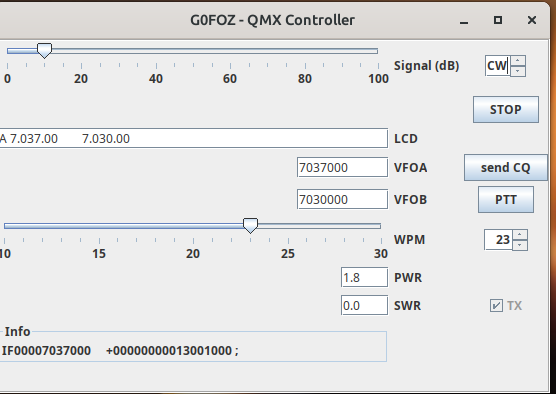 G0FOZ - QMX Controller
0 20 40 60 80 100 Signal (dB) CW
STOP
A 7.037.00 7.030.00 LCD
7037000 VFOA send CQ
7030000 VFOB PTT
WPM 23
10 15 20 25 30
1.8 PWR
0.0 SWR TX
Info
IF00007037000 +00000000013001000 ;